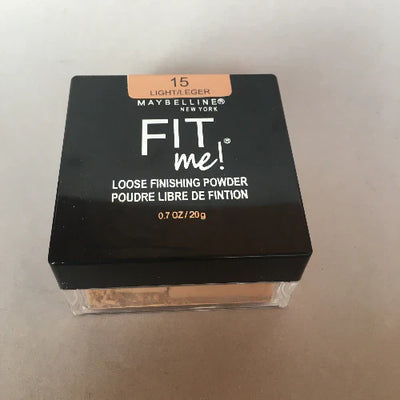 15
LIGHT/LEGER
MAYBELLINE®
NEW YORK
FIT
me!®
LOOSE FINISHING POWDER
POUDRE LIBRE DE FINTION
0.7 OZ/20g